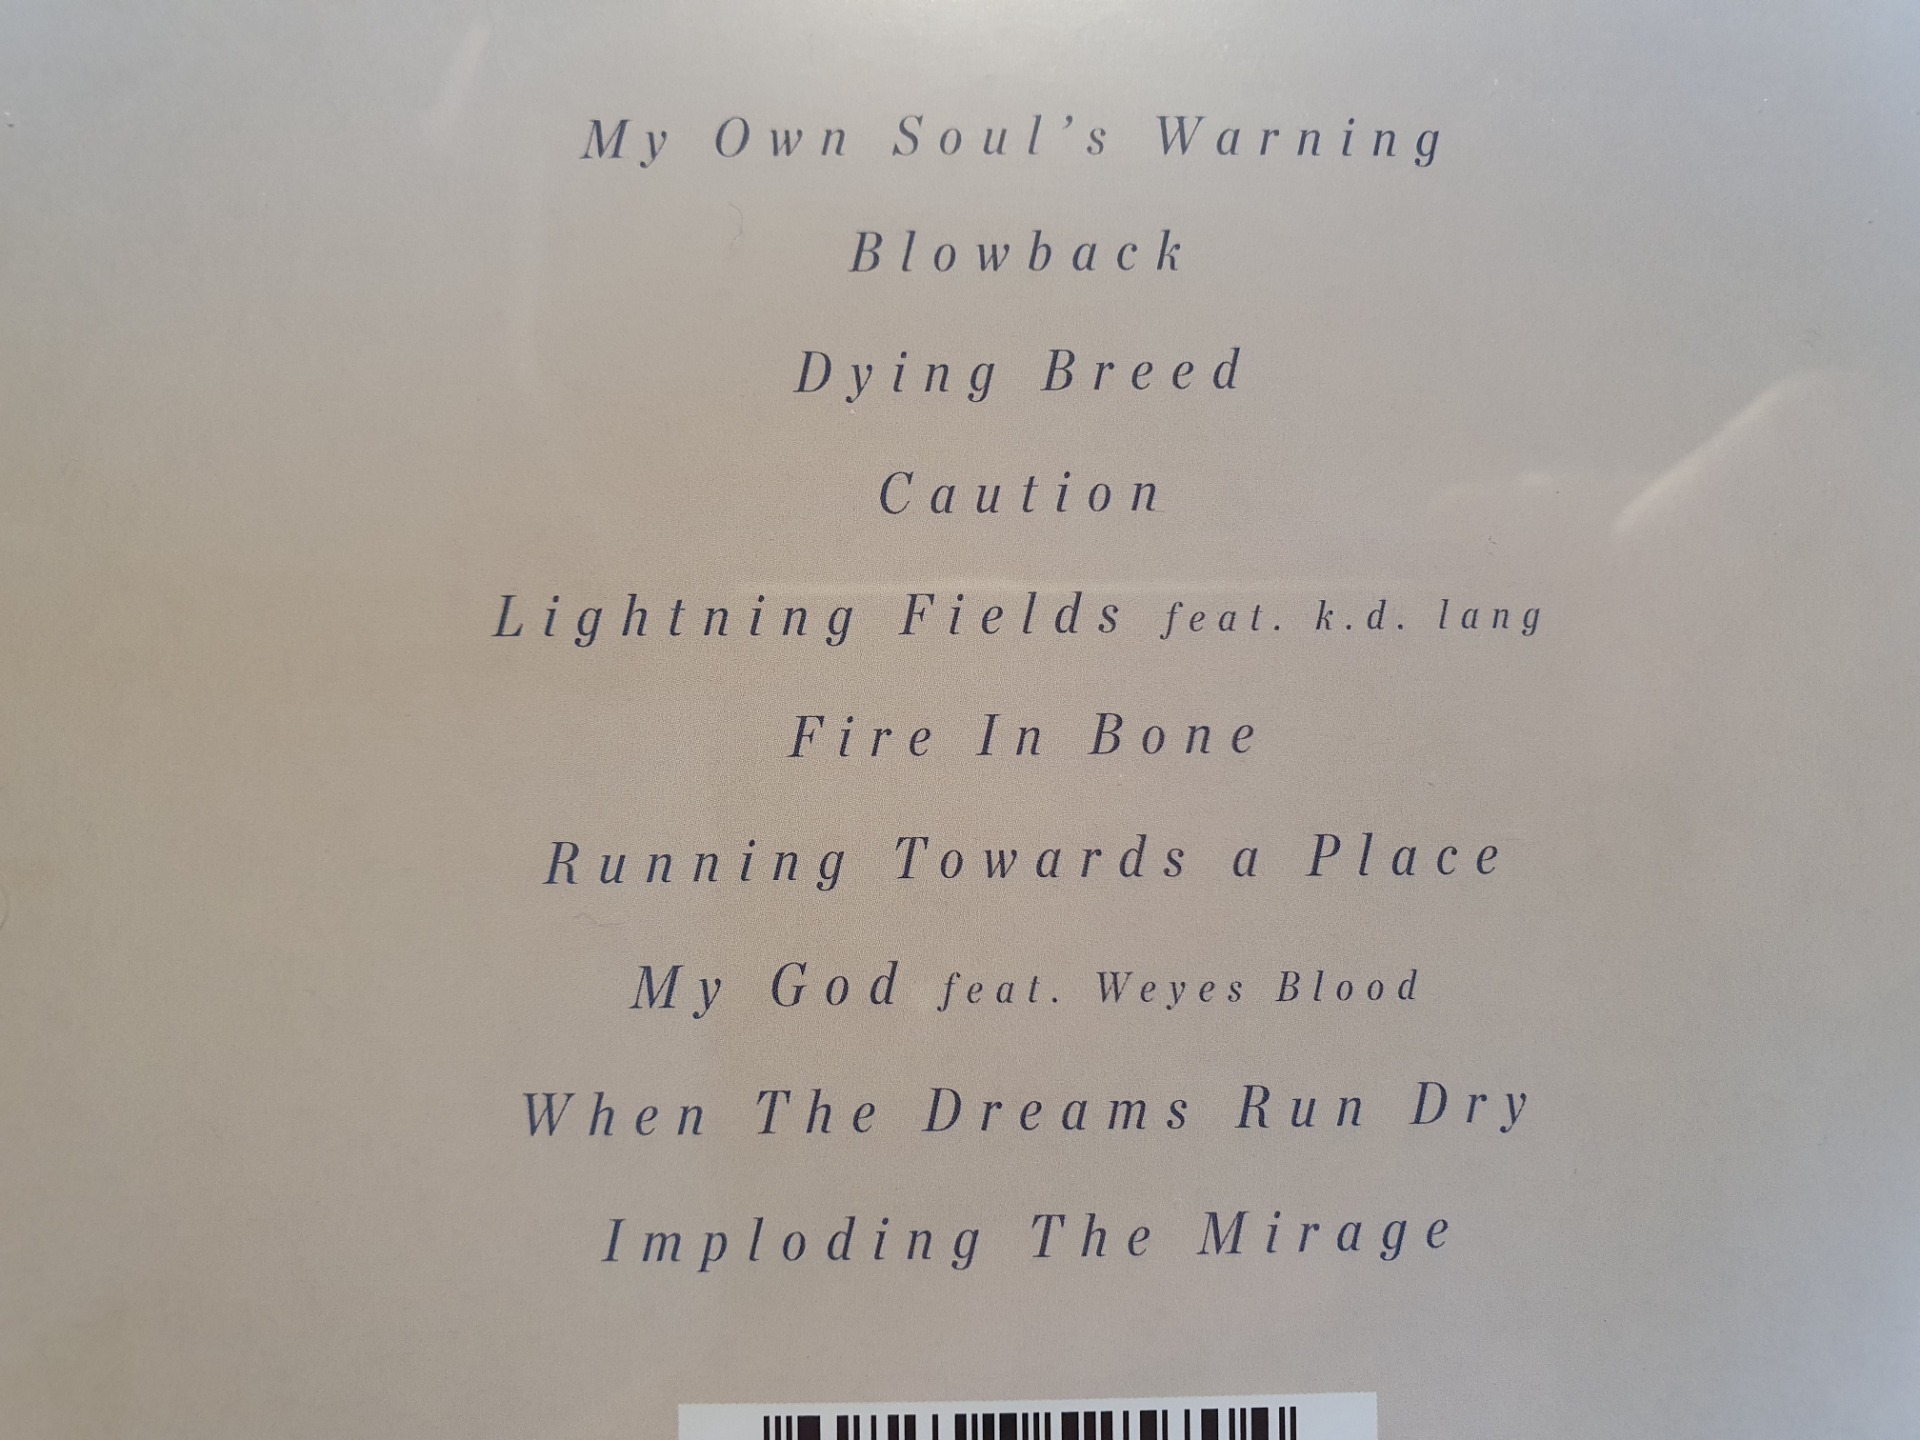 My Own Soul’s Warning
Blowback
Dying Breed
Caution
Lightning Fields feat. k.d. lang
Fire In Bone
Running Towards a Place
My God feat. Weyes Blood
When The Dreams Run Dry
Imploding The Mirage